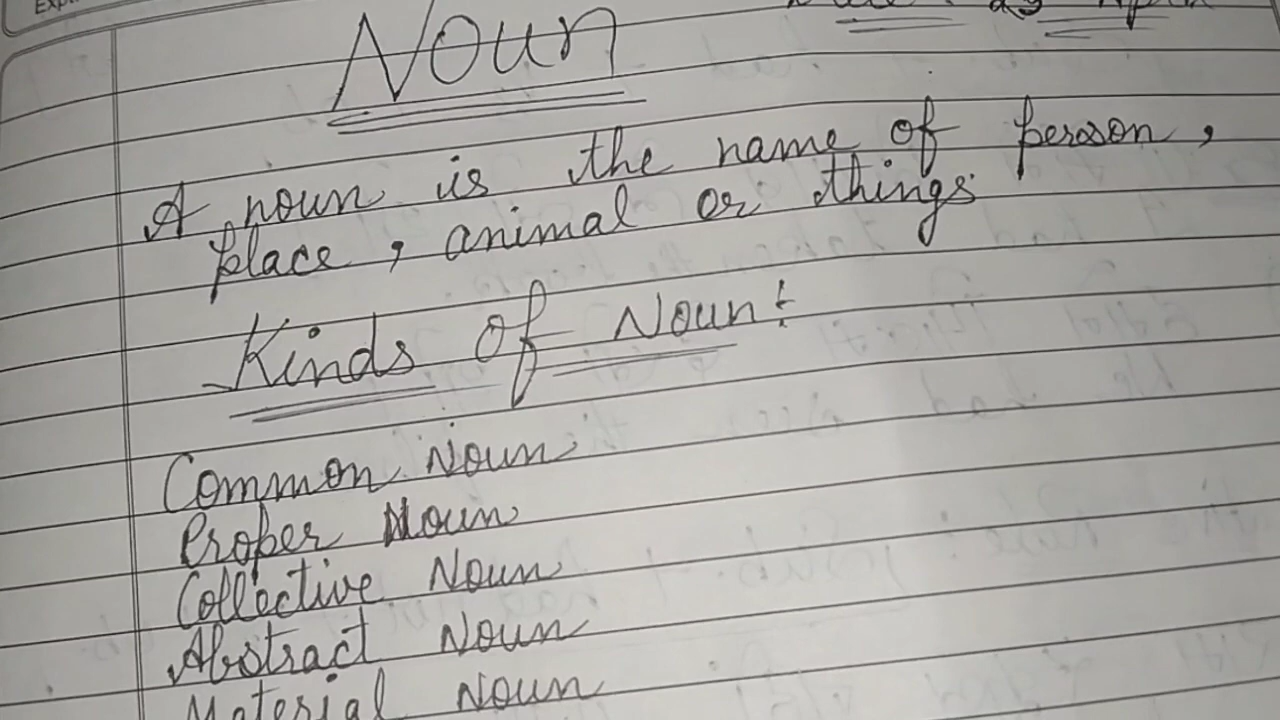 Noun
A noun is the name of person,
place, animal or things
Kinds of Noun:
Common Noun
Proper Noun
Collective Noun
Abstract Noun
Material Noun